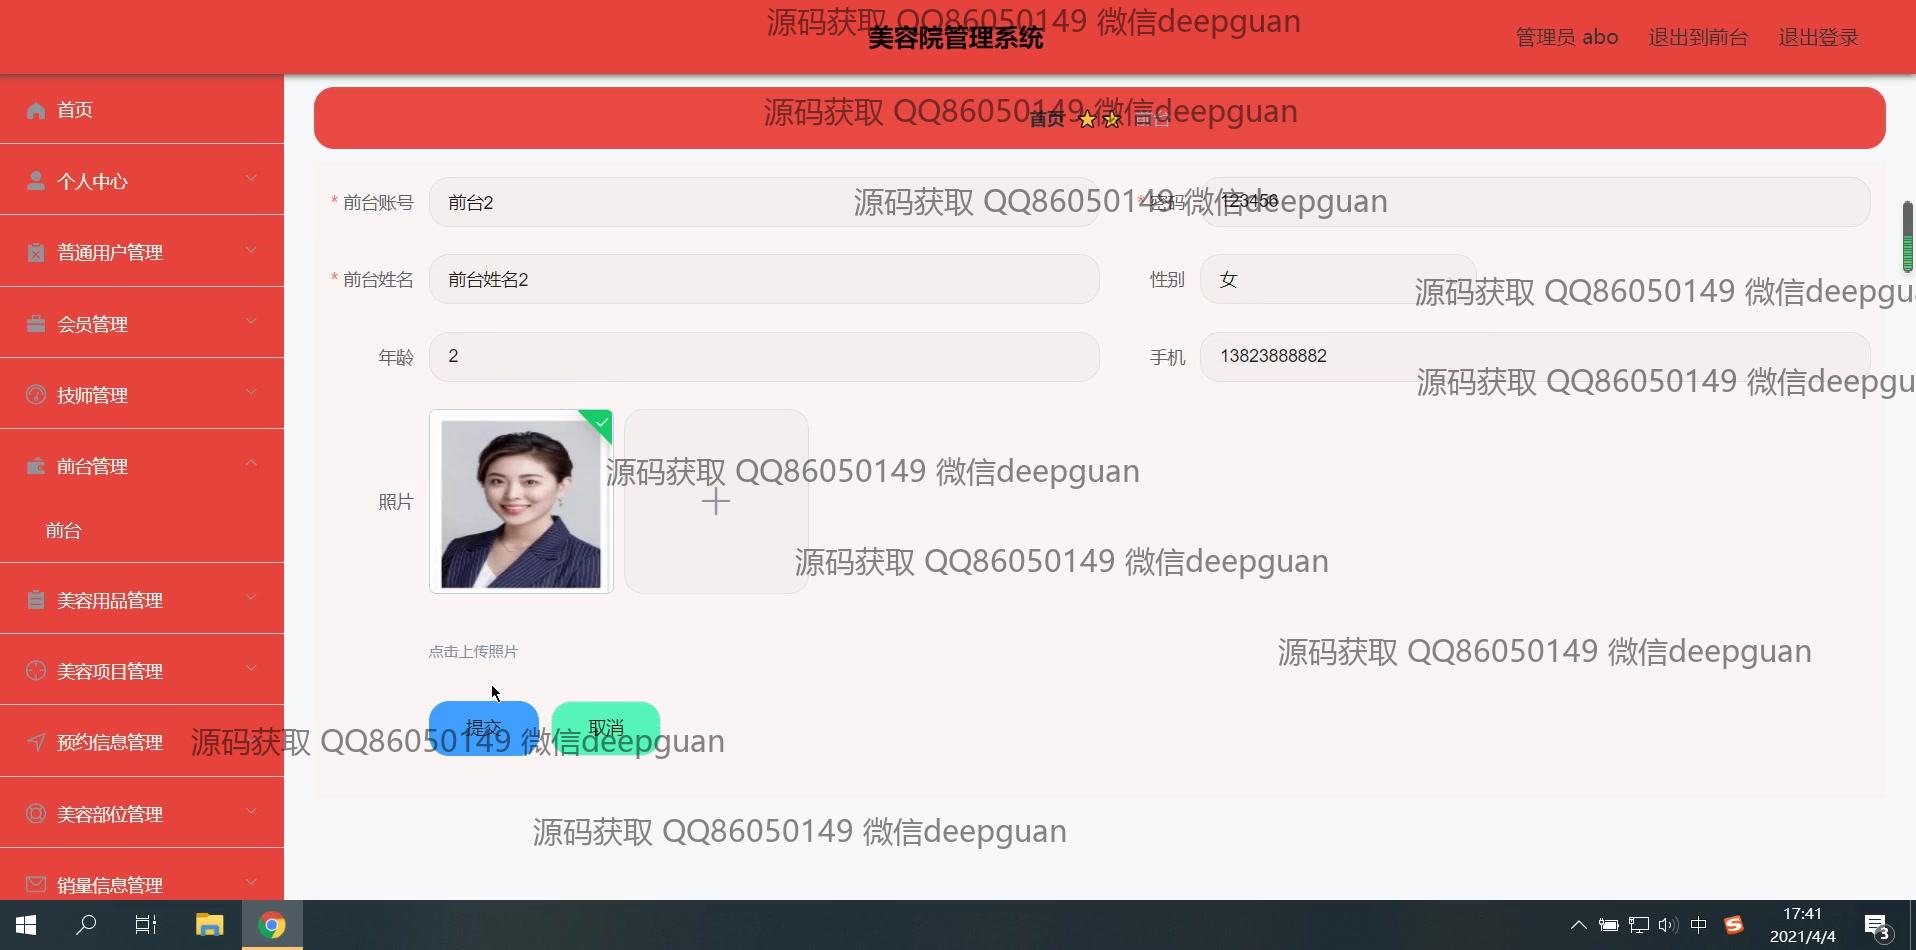 源码获取 QQ86050149 微信deepguan
美容院管理系统
管理员 abo 退出到前台 退出登录
首页
个人中心
普通用户管理
会员管理
技师管理
前台管理
前台
美容用品管理
美容项目管理
预约信息管理
美容部位管理
销量信息管理
源码获取 QQ86050149 微信deepguan
首页 前台
* 前台账号 前台2
* 密码 123456
源码获取 QQ86050149 微信deepguan
* 前台姓名 前台姓名2
性别 女
源码获取 QQ86050149 微信deepgu
年龄 2
手机 13823888882
源码获取 QQ86050149 微信deepgu
照片
源码获取 QQ86050149 微信deepguan
源码获取 QQ86050149 微信deepguan
点击上传照片
源码获取 QQ86050149 微信deepguan
提交 取消
源码获取 QQ86050149 微信deepguan
源码获取 QQ86050149 微信deepguan
中
17:41
2021/4/4
3